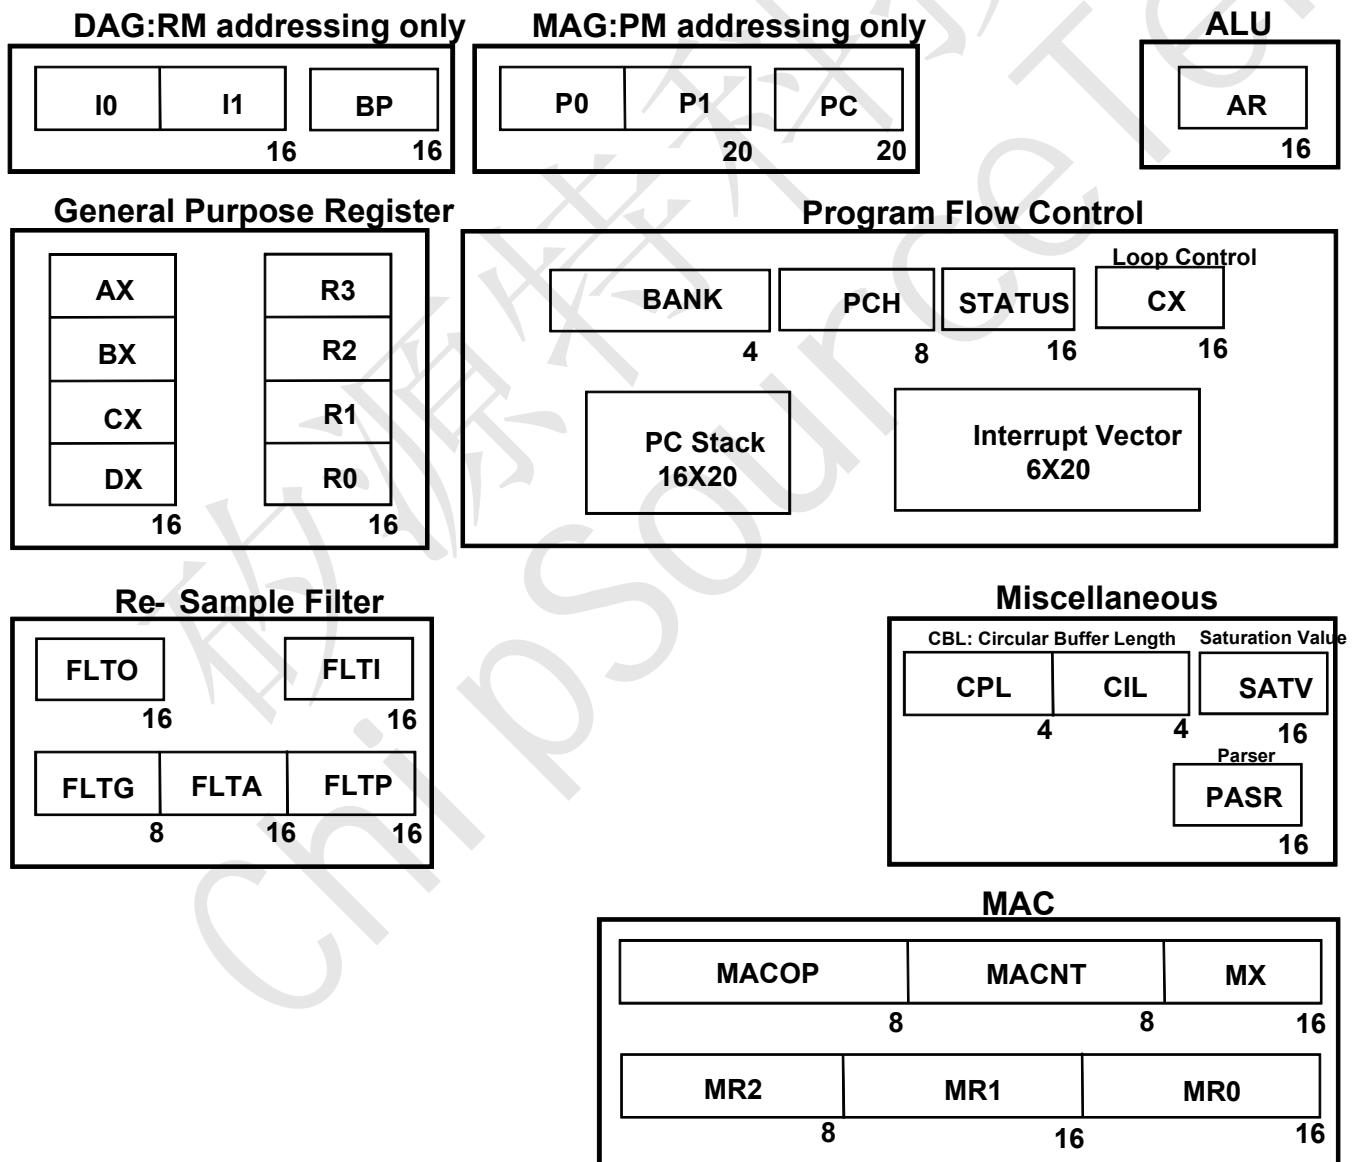 DAG:RM addressing only
MAG:PM addressing only
ALU
I0 I1 BP
16 16
P0 P1 PC
20 20
AR
16
General Purpose Register
AX R3
BX R2
CX R1
DX R0
16 16
Program Flow Control
Loop Control
BANK PCH STATUS CX
4 8 16 16
PC Stack
16X20
Interrupt Vector
6X20
Re- Sample Filter
FLTO FLTI
16 16
FLTG FLTA FLTP
8 16 16
Miscellaneous
CBL: Circular Buffer Length Saturation Value
CPL CIL SATV
4 4 16
Parser
PASR
16
MAC
MACOP MACNT MX
8 8 16
MR2 MR1 MR0
8 16 16
矽源特科
ChipSourceTe